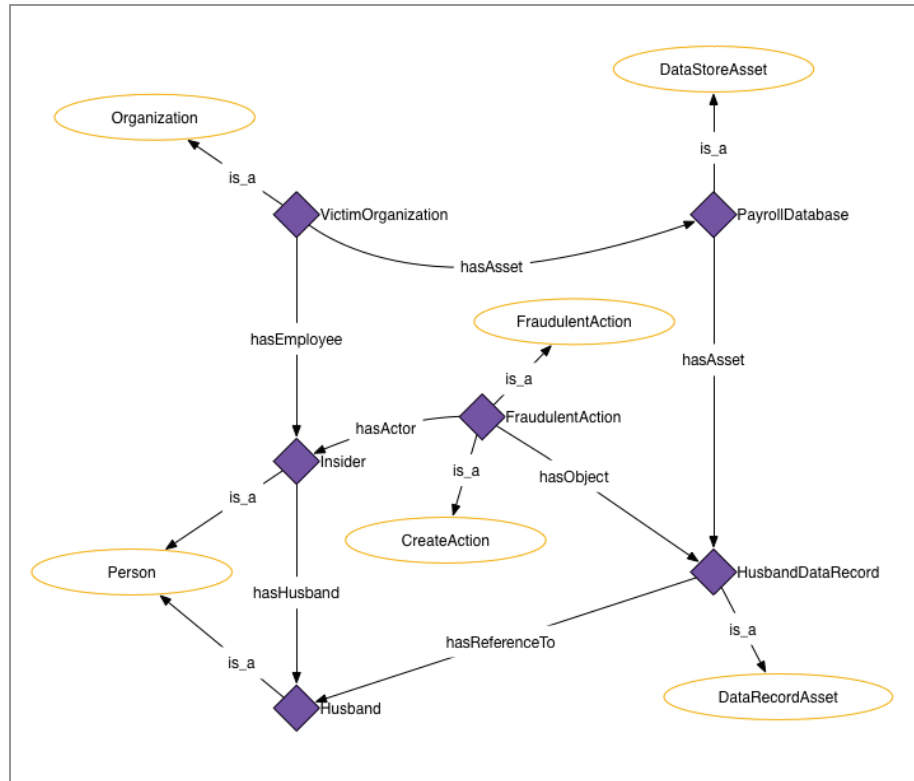 DataStoreAsset
Organization
is_a
is_a
VictimOrganization
PayrollDatabase
hasAsset
FraudulentAction
hasEmployee
hasAsset
is_a
FraudulentAction
hasActor
Insider
is_a
hasObject
is_a
CreateAction
Person
HusbandDataRecord
hasHusband
is_a
hasReferenceTo
is_a
DataRecordAsset
Husband